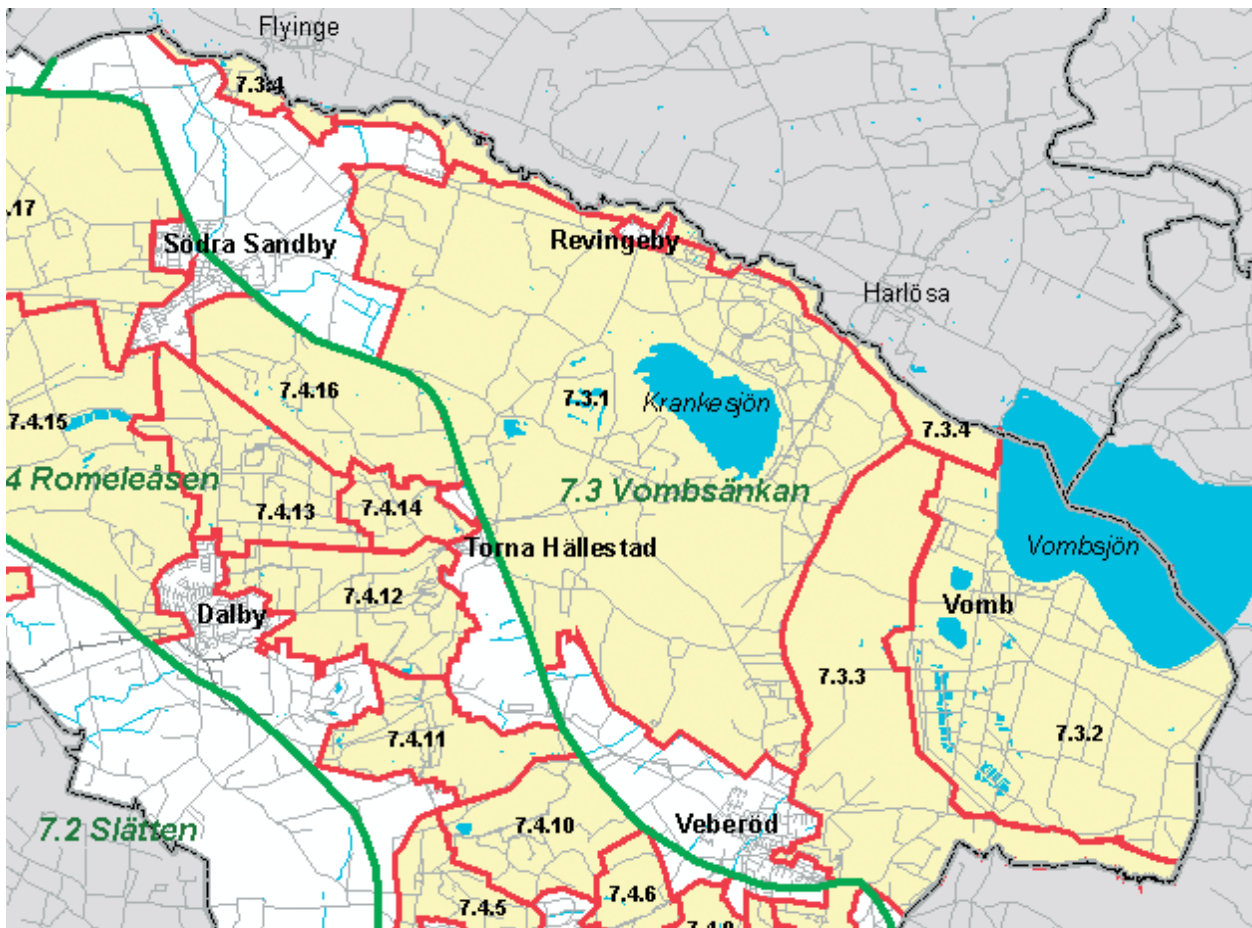 Flyinge
7.3.4
.17
Södra Sandby
Revingeby
Harlösa
7.4.16
7.3.1
Krankesjön
7.4.15
7.3.4
4 Romeleåsen
7.3 Vombsänkan
7.4.13
7.4.14
Torna Hällestad
Vombsjön
7.4.12
Vomb
Dalby
7.3.3
7.3.2
7.4.11
7.2 Slätten
7.4.10
Veberöd
7.4.6
7.4.5